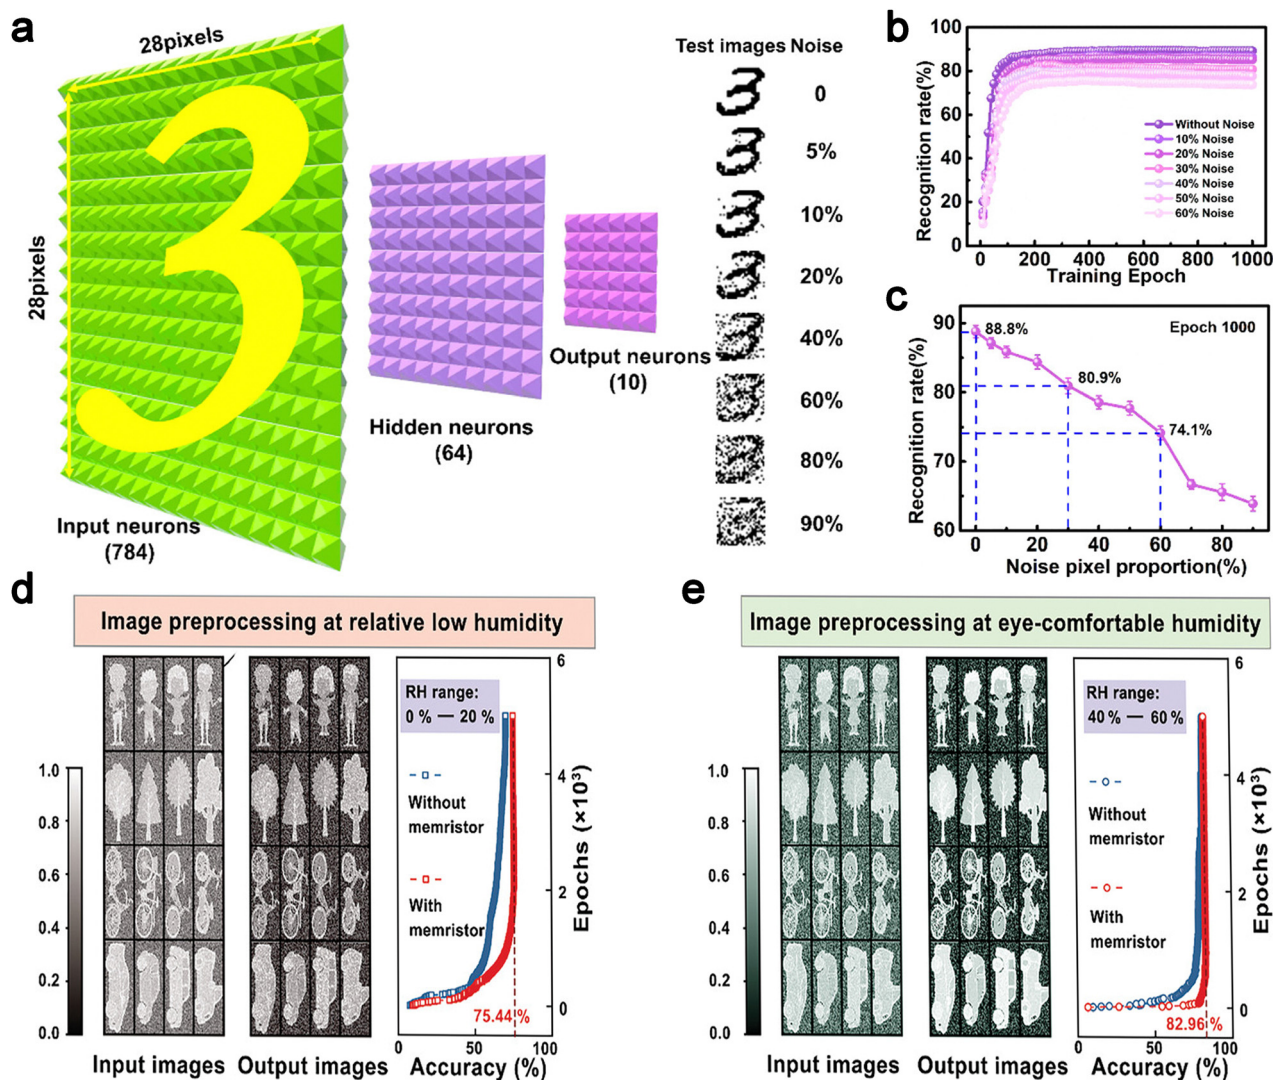 a
28pixels
28pixels
Input neurons
(784)
Hidden neurons
(64)
Output neurons
(10)
Test images Noise
0
5%
10%
20%
40%
60%
80%
90%
b
Recognition rate(%)
100
80
60
40
20
0
Without Noise
10% Noise
20% Noise
30% Noise
40% Noise
50% Noise
60% Noise
0 200 400 600 800 1000
Training Epoch
c
Recognition rate(%)
90
80
70
60
88.8%
Epoch 1000
80.9%
74.1%
0 20 40 60 80
Noise pixel proportion(%)
d
Image preprocessing at relative low humidity
1.0
0.8
0.6
0.4
0.2
0.0
Input images
Output images
RH range:
0 % — 20 %
Without
memristor
With
memristor
75.44 %
6
4
2
0
Epochs (×10³)
0 50 100
Accuracy (%)
e
Image preprocessing at eye-comfortable humidity
1.0
0.8
0.6
0.4
0.2
0.0
Input images
Output images
RH range:
40 % — 60 %
Without
memristor
With
memristor
82.96 %
6
4
2
0
Epochs (×10³)
0 50 100
Accuracy (%)